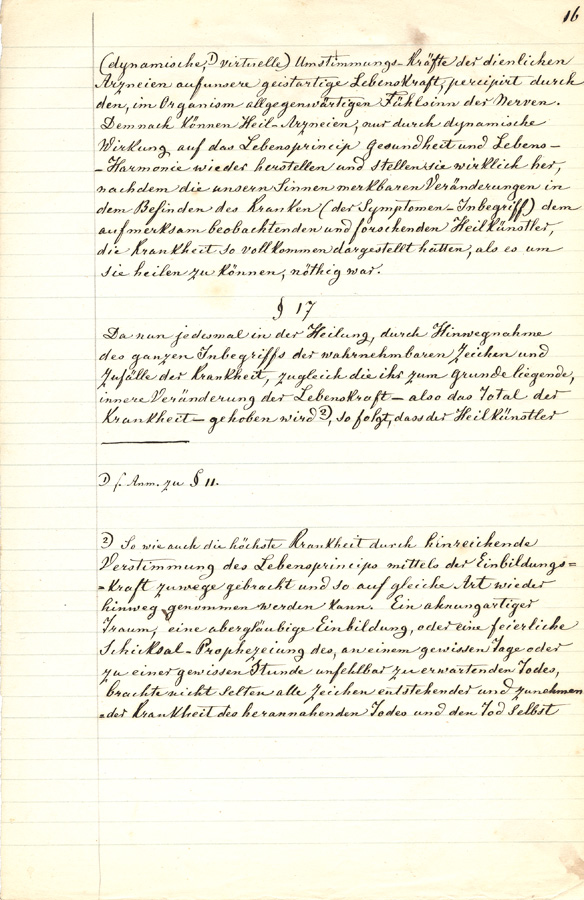 16
(dynamische, 1) virtuelle) Umstimmungs-Kräfte der dienlichen
Arzneien auf unsere geistartige Lebenskraft, percipirt durch
den, im Organism allgegenwärtigen Fühlsinn der Nerven.
Demnach können Heil-Arzneien, nur durch dynamische
Wirkung auf das Lebensprincip Gesundheit und Lebens-
-Harmonie wieder herstellen und stellen sie wirklich her,
nachdem die unsern Sinnen merkbaren Veränderungen in
dem Befinden des Kranken (der Symptomen-Inbegriff) dem
aufmerksam beobachtenden und forschenden Heilkünstler,
die Krankheit so vollkommen dargestellt hatten, als es um
sie heilen zu können, nöthig war.
§ 17
Da nun jedesmal in der Heilung, durch Hinwegnahme
des ganzen Inbegriffs der wahrnehmbaren Zeichen und
Zufälle der Krankheit, zugleich die ihr zum Grunde liegende,
innere Veränderung der Lebenskraft – also das Total der
Krankheit – gehoben wird 2), so folgt, dass der Heilkünstler
1) s. Anm. zu § 11.
2) So wie auch die höchste Krankheit durch hinreichende
Verstimmung des Lebensprincips mittels der Einbildungs=
=kraft zuwege gebracht und so auf gleiche Art wieder
hinweg genommen werden kann. Ein aknungartiger
Traum, eine abergläubige Einbildung, oder eine feierliche
Schicksal-Prophezeiung des, an einem gewissen Tage oder
zu einer gewissen Stunde unfehlbar zu erwartenden Todes,
brachte nicht selten alle Zeichen entstehender und zunehmen
=der Krankheit des herannahenden Todes und den Tod selbst